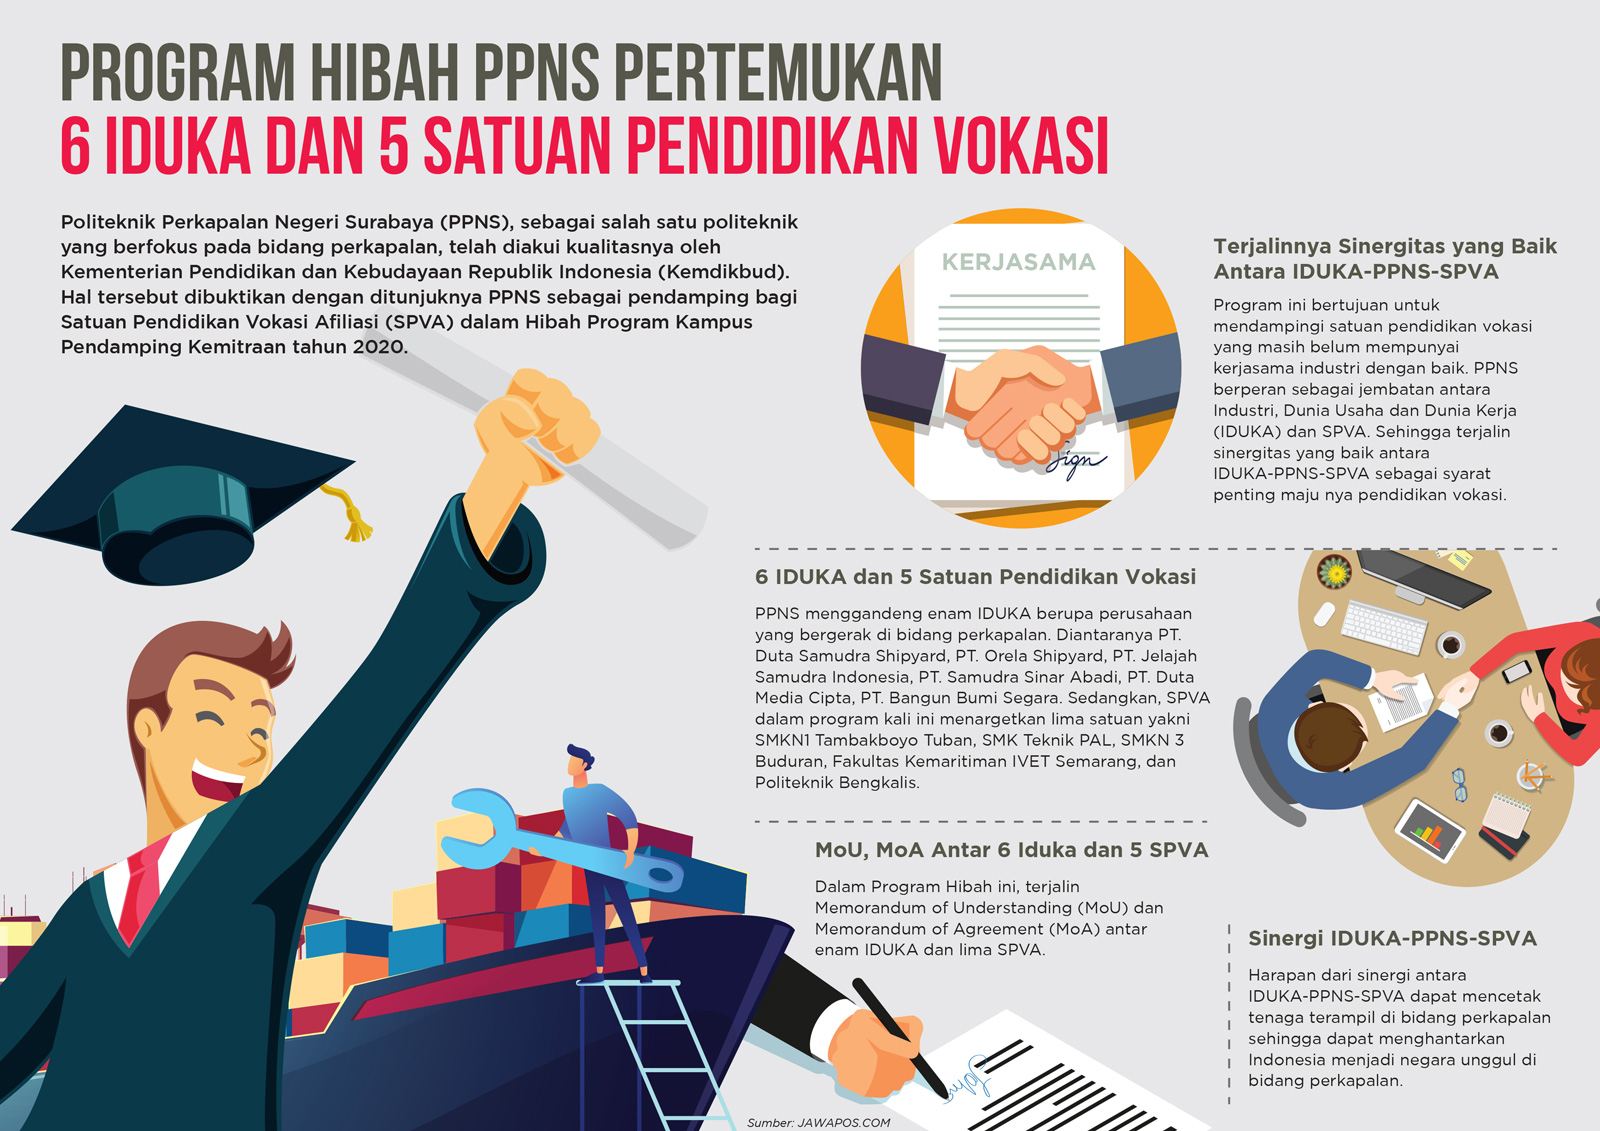 PROGRAM HIBAH PPNS PERTEMUKAN
6 IDUKA DAN 5 SATUAN PENDIDIKAN VOKASI
Politeknik Perkapalan Negeri Surabaya (PPNS), sebagai salah satu politeknik
yang berfokus pada bidang perkapalan, telah diakui kualitasnya oleh
Kementerian Pendidikan dan Kebudayaan Republik Indonesia (Kemdikbud).
Hal tersebut dibuktikan dengan ditunjuknya PPNS sebagai pendamping bagi
Satuan Pendidikan Vokasi Afiliasi (SPVA) dalam Hibah Program Kampus
Pendamping Kemitraan tahun 2020.
KERJASAMA
Sign
Terjalinnya Sinergitas yang Baik
Antara IDUKA-PPNS-SPVA
Program ini bertujuan untuk
mendampingi satuan pendidikan vokasi
yang masih belum mempunyai
kerjasama industri dengan baik. PPNS
berperan sebagai jembatan antara
Industri, Dunia Usaha dan Dunia Kerja
(IDUKA) dan SPVA. Sehingga terjalin
sinergitas yang baik antara
IDUKA-PPNS-SPVA sebagai syarat
penting maju nya pendidikan vokasi.
6 IDUKA dan 5 Satuan Pendidikan Vokasi
PPNS menggandeng enam IDUKA berupa perusahaan
yang bergerak di bidang perkapalan. Diantaranya PT.
Duta Samudra Shipyard, PT. Orela Shipyard, PT. Jelajah
Samudra Indonesia, PT. Samudra Sinar Abadi, PT. Duta
Media Cipta, PT. Bangun Bumi Segara. Sedangkan, SPVA
dalam program kali ini menargetkan lima satuan yakni
SMKN1 Tambakboyo Tuban, SMK Teknik PAL, SMKN 3
Buduran, Fakultas Kemaritiman IVET Semarang, dan
Politeknik Bengkalis.
MoU, MoA Antar 6 Iduka dan 5 SPVA
Dalam Program Hibah ini, terjalin
Memorandum of Understanding (MoU) dan
Memorandum of Agreement (MoA) antar
enam IDUKA dan lima SPVA.
Sinergi IDUKA-PPNS-SPVA
Harapan dari sinergi antara
IDUKA-PPNS-SPVA dapat mencetak
tenaga terampil di bidang perkapalan
sehingga dapat menghantarkan
Indonesia menjadi negara unggul di
bidang perkapalan.
Sumber: JAWAPOS.COM